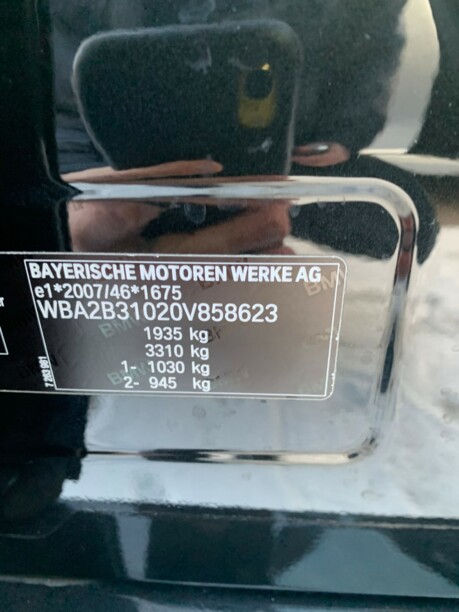 BAYERISCHE MOTOREN WERKE AG
e1*2007/46*1675
WBA2B31020V858623
1935 kg
3310 kg
1- 1030 kg
2- 945 kg